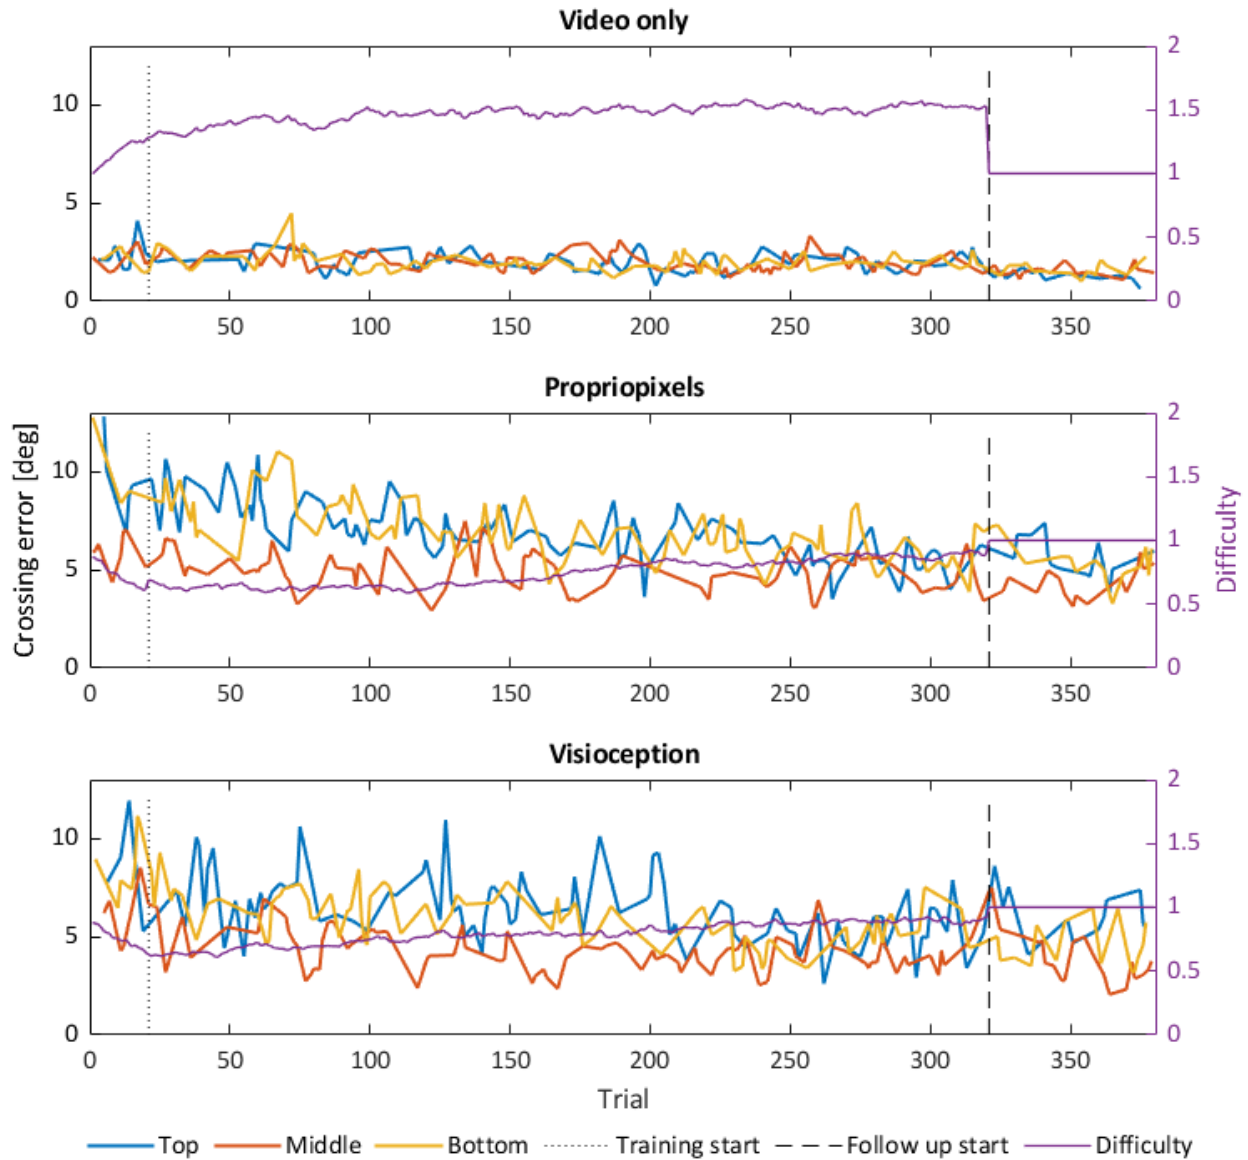 Video only
10
5
0
2
1.5
1
0.5
0
0 50 100 150 200 250 300 350
Propriopixels
Crossing error [deg]
10
5
0
2
1.5
1
0.5
0
Difficulty
0 50 100 150 200 250 300 350
Visioception
10
5
0
2
1.5
1
0.5
0
0 50 100 150 200 250 300 350
Trial
Top Middle Bottom Training start Follow up start Difficulty